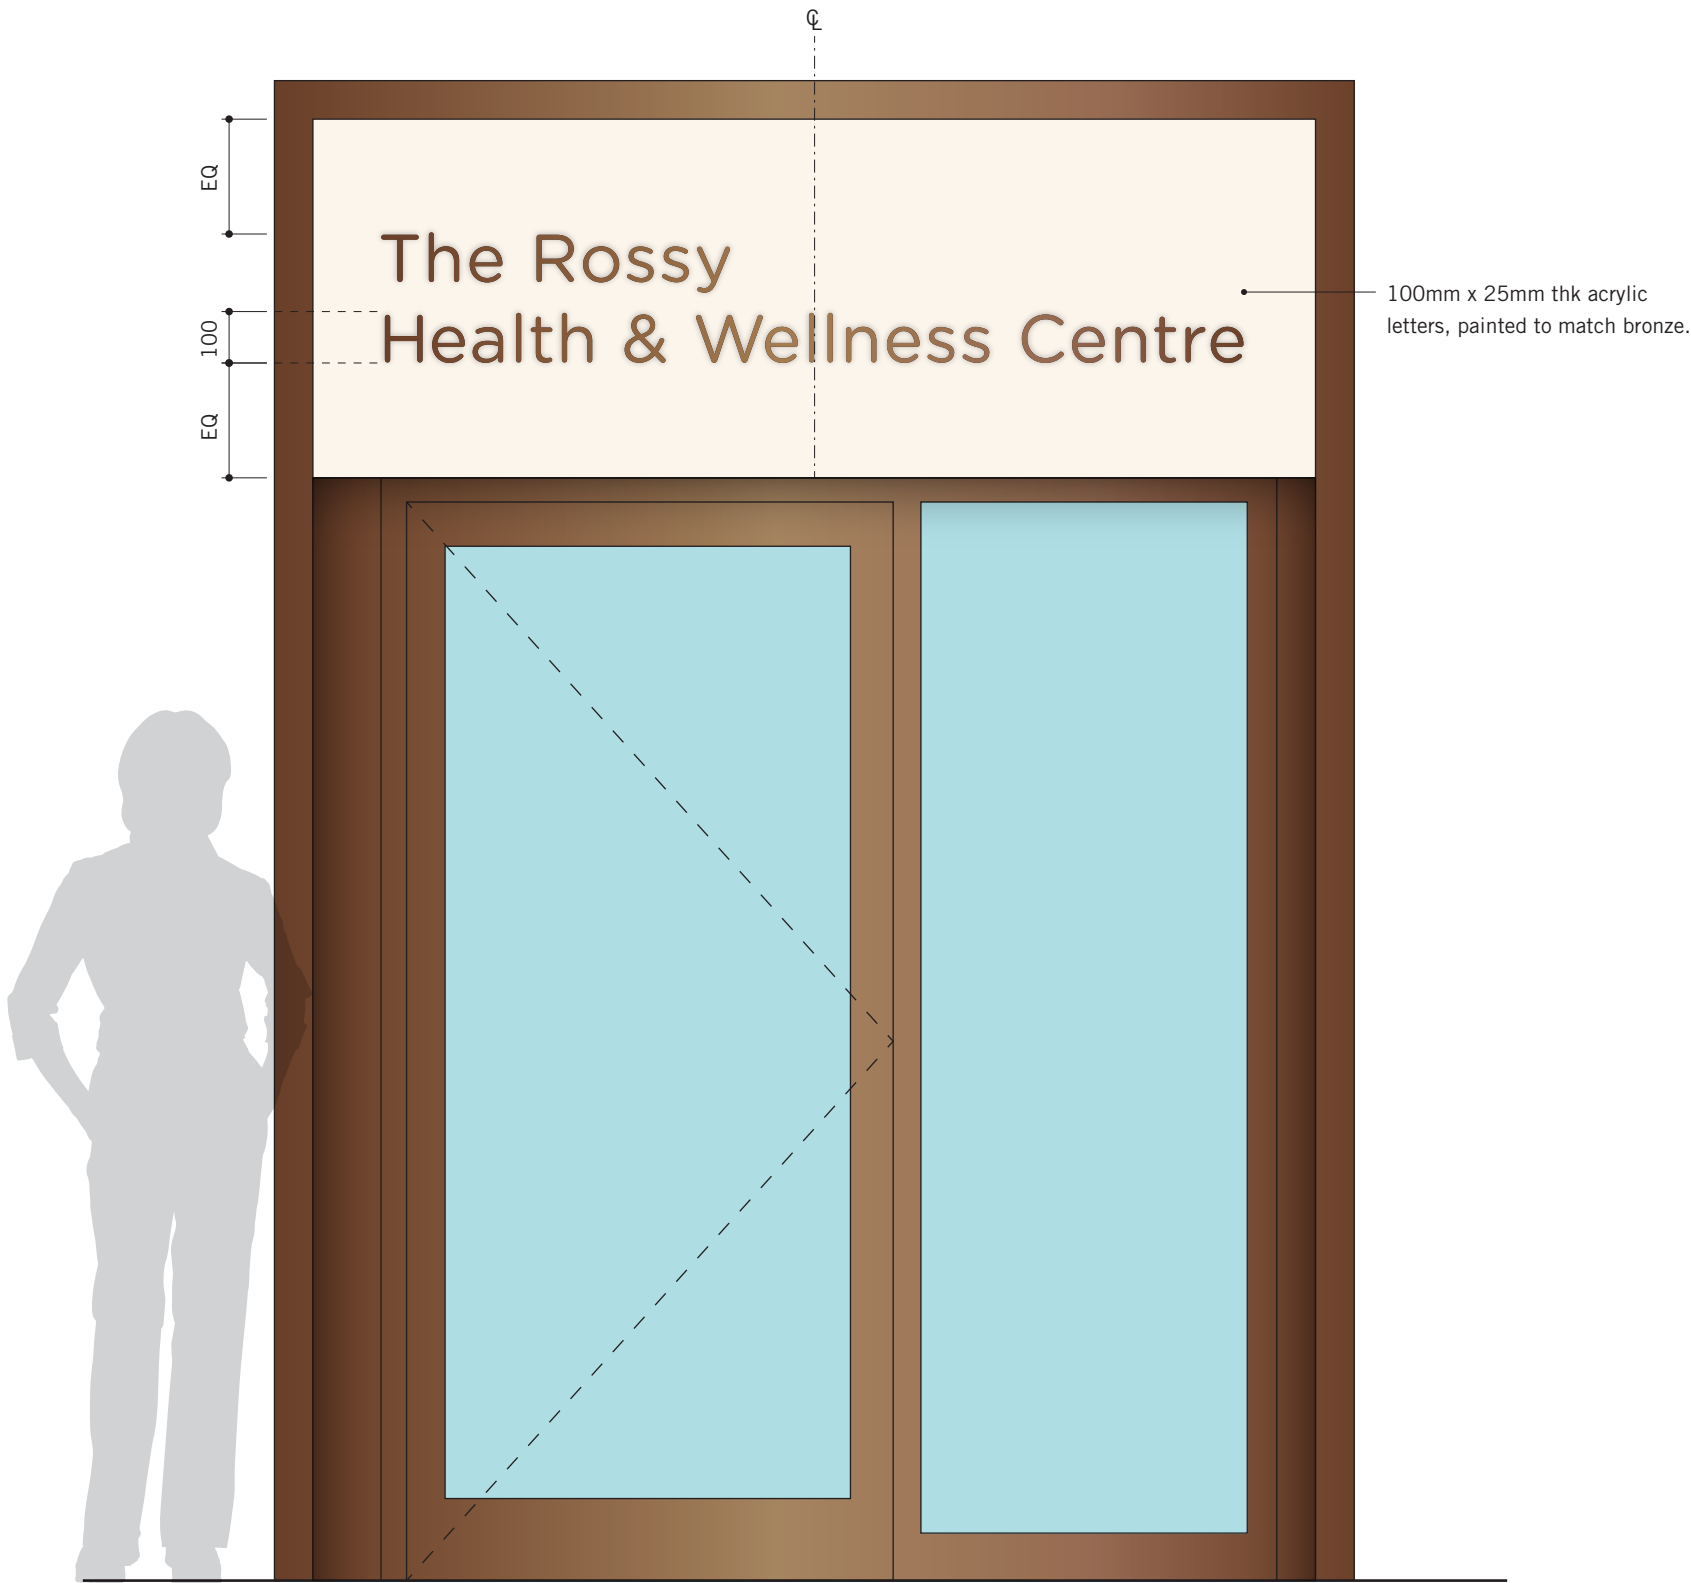 ℄
EQ
The Rossy
100
Health & Wellness Centre
EQ
100mm x 25mm thk acrylic
letters, painted to match bronze.